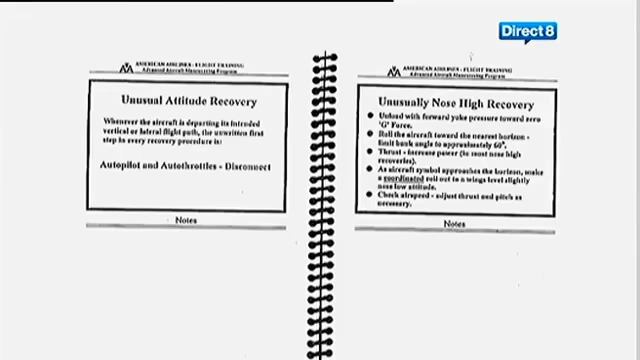 Direct 8
AMERICAN AIRLINES - FLIGHT TRAINING
Advanced Aircraft Maneuvering Program
Unusual Attitude Recovery
Whenever the aircraft is departing its intended
vertical or lateral flight path, the unwritten first
step in every recovery procedure is:
Autopilot and Autothrottles - Disconnect
Notes
AMERICAN AIRLINES - FLIGHT TRAINING
Advanced Aircraft Maneuvering Program
Unusually Nose High Recovery
Unload with forward yoke pressure toward zero
'G' Force.
Roll the aircraft toward the nearest horizon -
limit bank angle to approximately 60°.
Thrust - increase power (in most nose high
recoveries).
As aircraft symbol approaches the horizon, make
a coordinated roll out to a wings level slightly
nose low attitude.
Check airspeed - adjust thrust and pitch as
necessary.
Notes